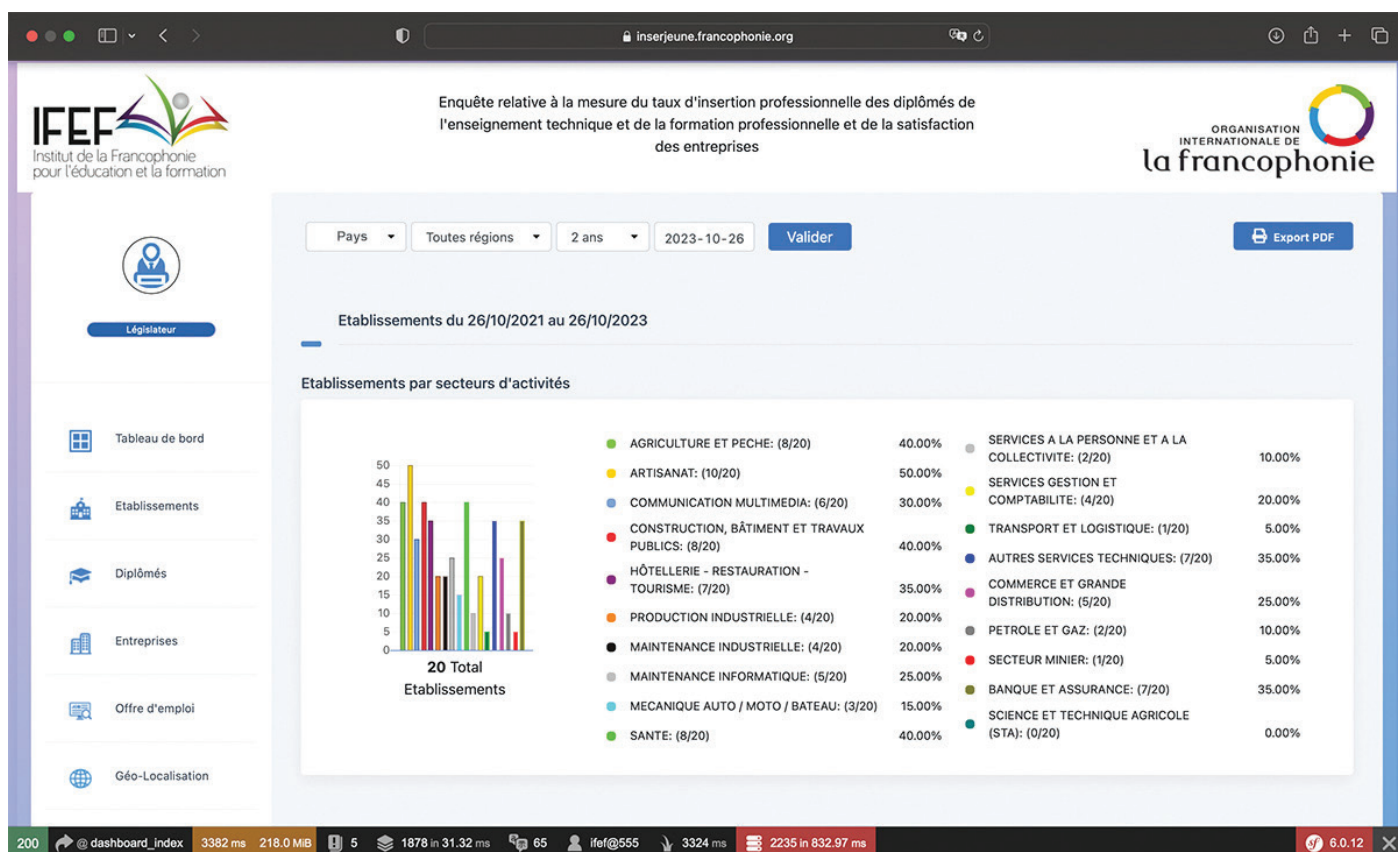 inserjeune.francophonie.org
IFEF
Institut de la Francophonie
pour l'éducation et la formation
Enquête relative à la mesure du taux d'insertion professionnelle des diplômés de
l'enseignement technique et de la formation professionnelle et de la satisfaction
des entreprises
ORGANISATION
INTERNATIONALE DE
la francophonie
Législateur
Tableau de bord
Etablissements
Diplômés
Entreprises
Offre d'emploi
Géo-Localisation
Pays
Toutes régions
2 ans
2023-10-26
Valider
Export PDF
Etablissements du 26/10/2021 au 26/10/2023
Etablissements par secteurs d'activités
50
45
40
35
30
25
20
15
10
5
0
20 Total
Etablissements
AGRICULTURE ET PECHE: (8/20) 40.00%
ARTISANAT: (10/20) 50.00%
COMMUNICATION MULTIMEDIA: (6/20) 30.00%
CONSTRUCTION, BÂTIMENT ET TRAVAUX
PUBLICS: (8/20) 40.00%
HÔTELLERIE - RESTAURATION -
TOURISME: (7/20) 35.00%
PRODUCTION INDUSTRIELLE: (4/20) 20.00%
MAINTENANCE INDUSTRIELLE: (4/20) 20.00%
MAINTENANCE INFORMATIQUE: (5/20) 25.00%
MECANIQUE AUTO / MOTO / BATEAU: (3/20) 15.00%
SANTE: (8/20) 40.00%
SERVICES A LA PERSONNE ET A LA
COLLECTIVITE: (2/20) 10.00%
SERVICES GESTION ET
COMPTABILITE: (4/20) 20.00%
TRANSPORT ET LOGISTIQUE: (1/20) 5.00%
AUTRES SERVICES TECHNIQUES: (7/20) 35.00%
COMMERCE ET GRANDE
DISTRIBUTION: (5/20) 25.00%
PETROLE ET GAZ: (2/20) 10.00%
SECTEUR MINIER: (1/20) 5.00%
BANQUE ET ASSURANCE: (7/20) 35.00%
SCIENCE ET TECHNIQUE AGRICOLE
(STA): (0/20) 0.00%
200 @ dashboard_index 3382 ms 218.0 MiB 5 1878 in 31.32 ms 65 ifef@555 3324 ms 2235 in 832.97 ms sf 6.0.12